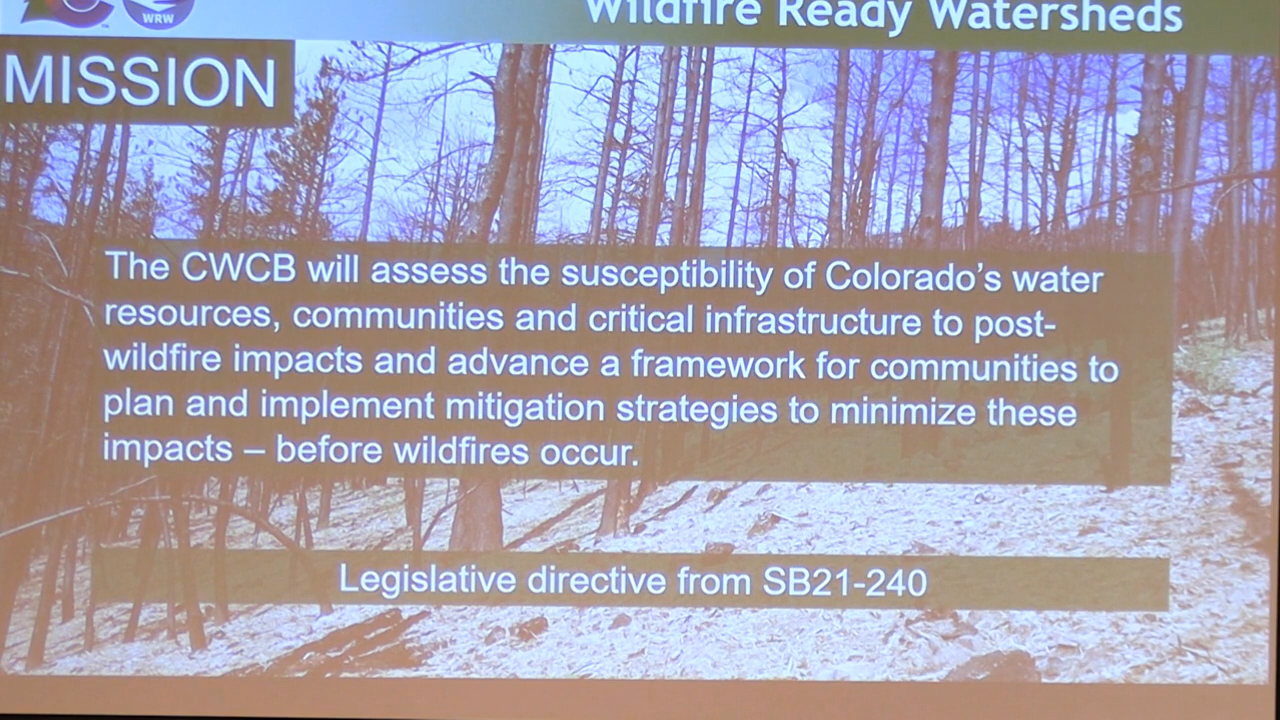 Wildfire Ready Watersheds
WRW
MISSION
The CWCB will assess the susceptibility of Colorado's water
resources, communities and critical infrastructure to post-
wildfire impacts and advance a framework for communities to
plan and implement mitigation strategies to minimize these
impacts – before wildfires occur.
Legislative directive from SB21-240